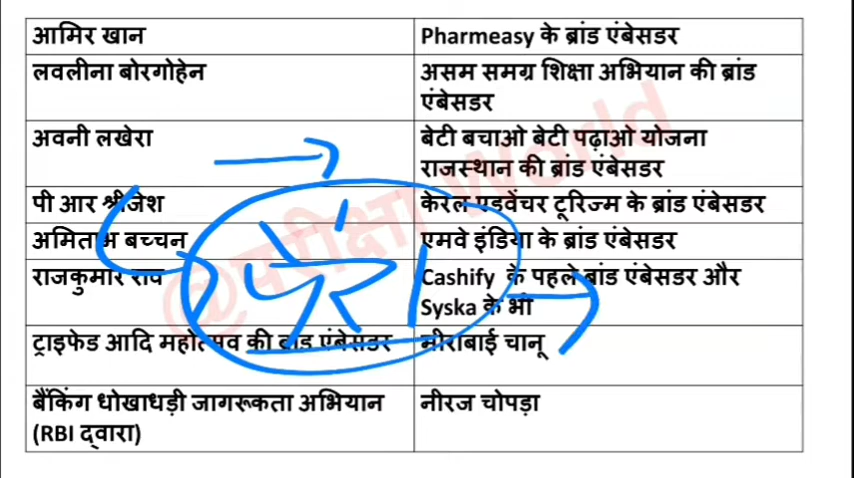 आमिर खान
Pharmeasy के ब्रांड एंबेसडर
लवलीना बोरगोहेन
असम समग्र शिक्षा अभियान की ब्रांड
एंबेसडर
अवनी लखेरा
बेटी बचाओ बेटी पढ़ाओ योजना
राजस्थान की ब्रांड एंबेसडर
पी आर श्रीजेश
केरल एडवेंचर टूरिज्म के ब्रांड एंबेसडर
अमिताभ बच्चन
एमवे इंडिया के ब्रांड एंबेसडर
राजकुमार राव
Cashify के पहले ब्रांड एंबेसडर और
Syska के भी
ट्राइफेड आदि महोत्सव की ब्रांड एंबेसडर
मीराबाई चानू
बैंकिंग धोखाधड़ी जागरूकता अभियान
(RBI द्वारा)
नीरज चोपड़ा
@परीक्षा World